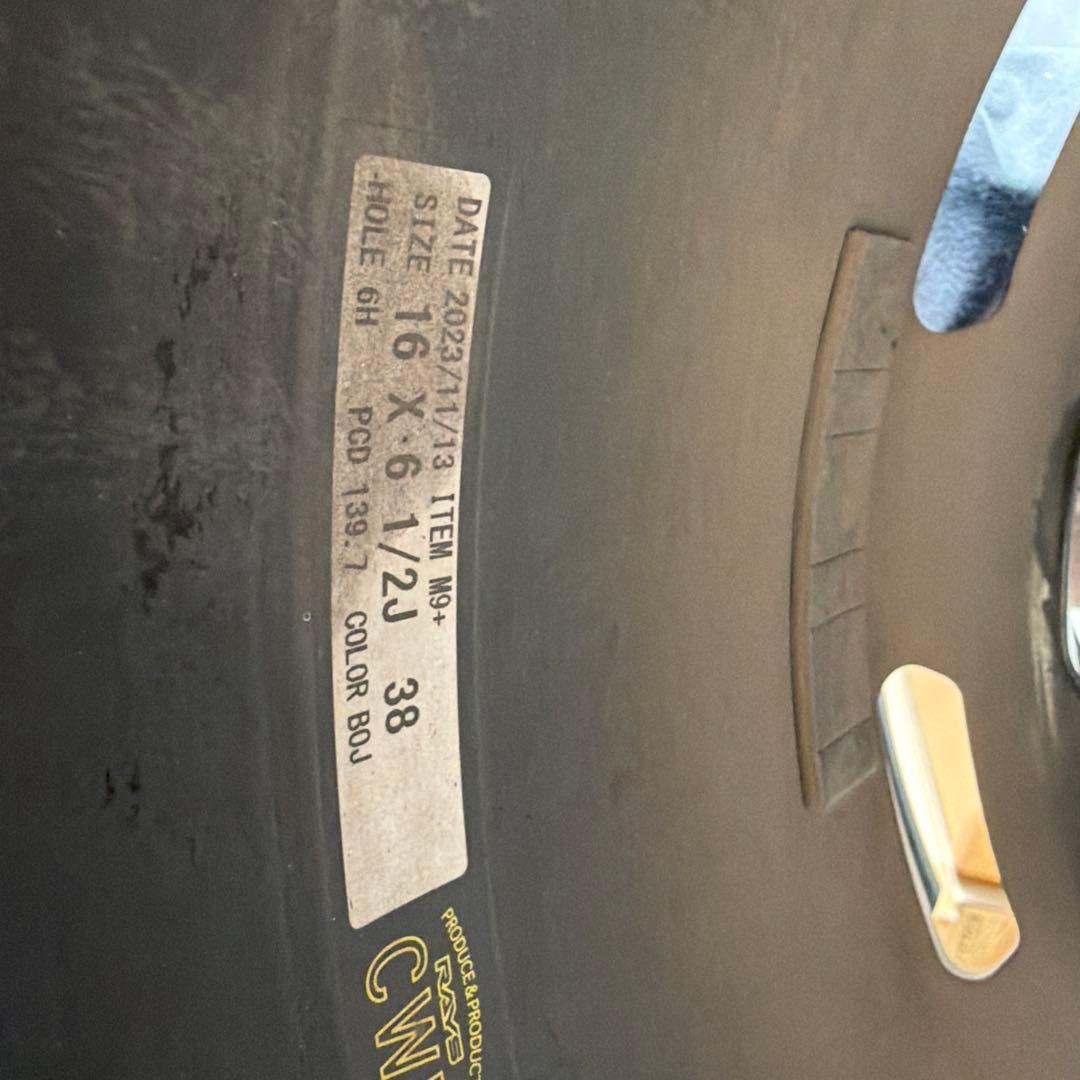 DATE 2023/11/13 ITEM M9+
SIZE 16 X 6 1/2J 38
HOLE 6H PCD 139.7 COLOR BOJ
PRODUCE & PRODUCT
RAYS
CW